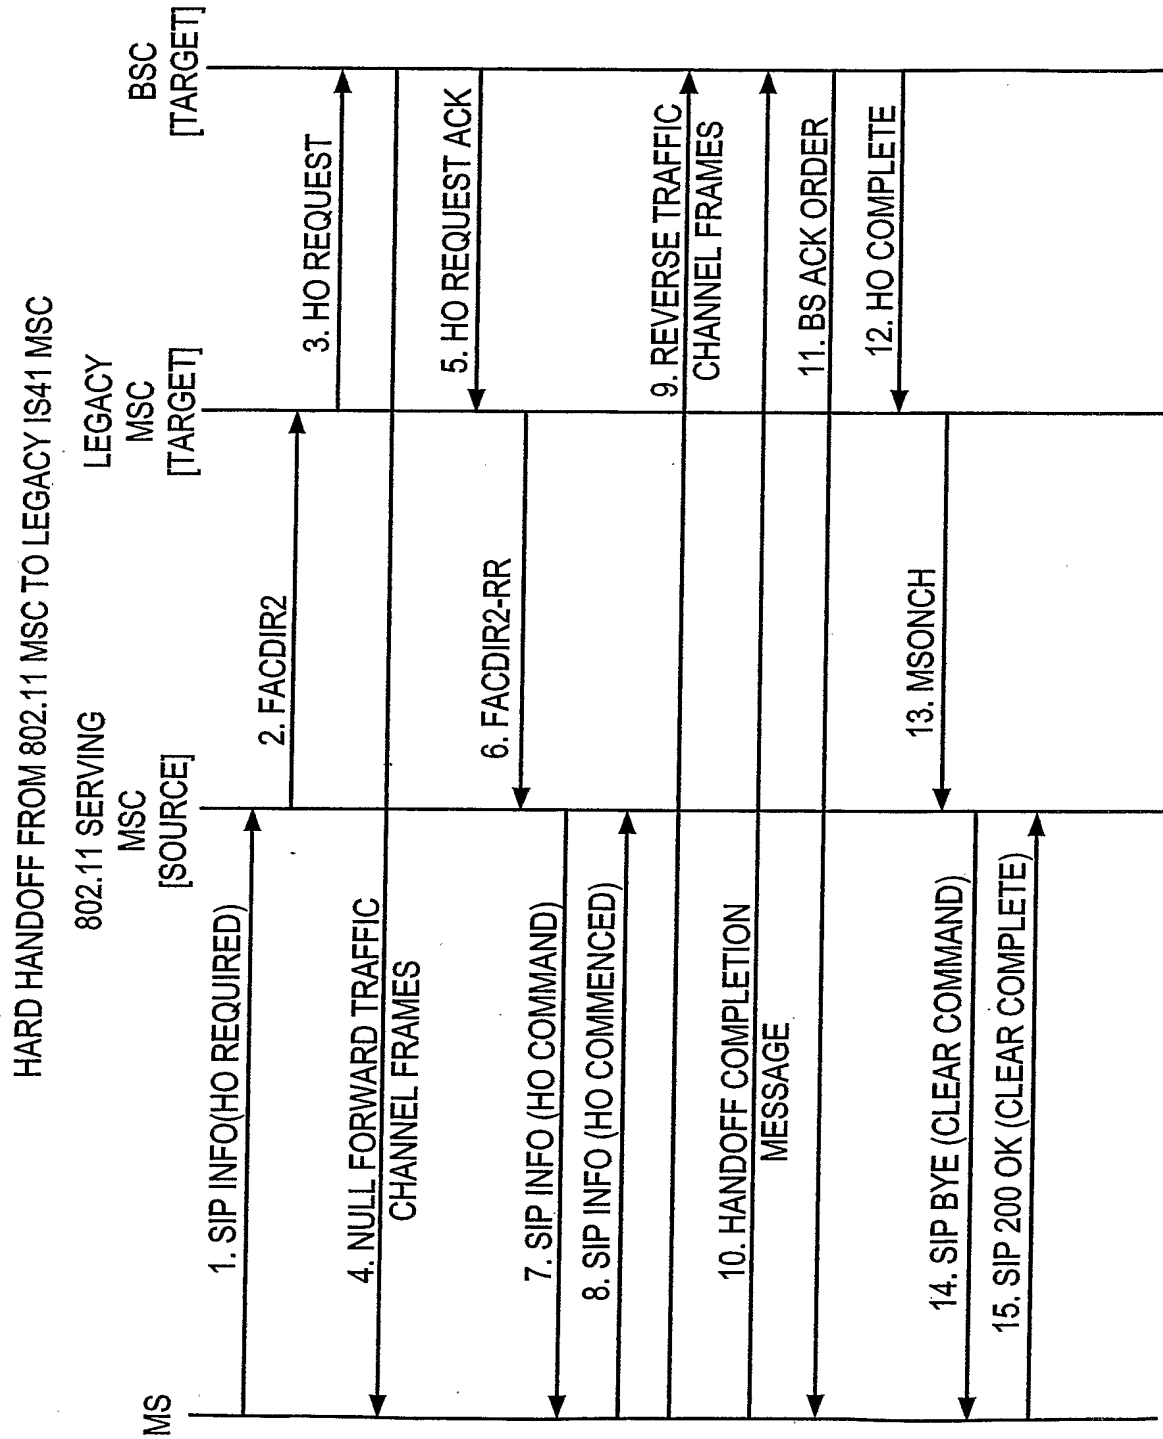 HARD HANDOFF FROM 802.11 MSC TO LEGACY IS41 MSC
MS
802.11 SERVING
MSC
[SOURCE]
LEGACY
MSC
[TARGET]
BSC
[TARGET]
1. SIP INFO(HO REQUIRED)
2. FACDIR2
3. HO REQUEST
4. NULL FORWARD TRAFFIC
CHANNEL FRAMES
5. HO REQUEST ACK
6. FACDIR2-RR
7. SIP INFO (HO COMMAND)
8. SIP INFO (HO COMMENCED)
9. REVERSE TRAFFIC
CHANNEL FRAMES
10. HANDOFF COMPLETION
MESSAGE
11. BS ACK ORDER
12. HO COMPLETE
13. MSONCH
14. SIP BYE (CLEAR COMMAND)
15. SIP 200 OK (CLEAR COMPLETE)